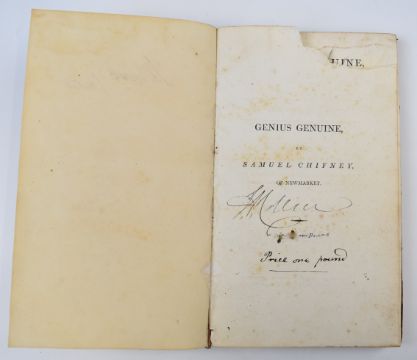 UINE,
GENIUS GENUINE,
BY
SAMUEL CHIFNEY,
OF NEWMARKET.
Price one pound